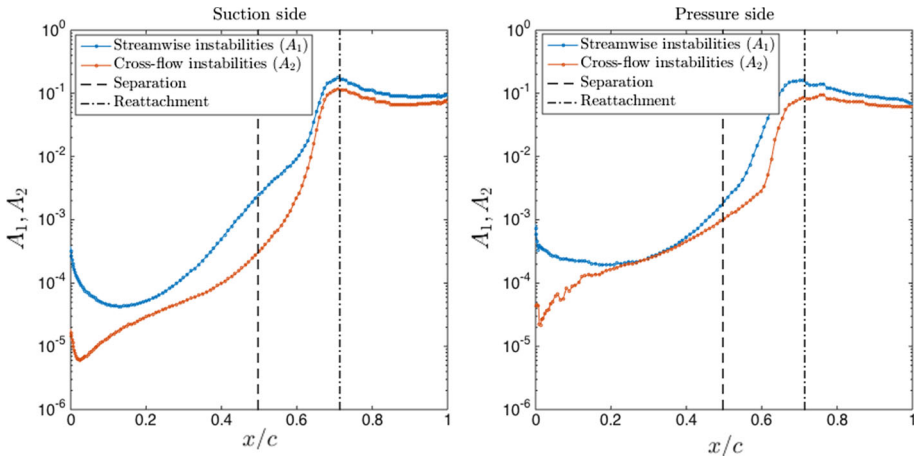 Suction side
10^0
10^-1
10^-2
10^-3
10^-4
10^-5
10^-6
A_1, A_2
Streamwise instabilities (A_1)
Cross-flow instabilities (A_2)
Separation
Reattachment
0 0.2 0.4 0.6 0.8 1
x/c
Pressure side
10^0
10^-1
10^-2
10^-3
10^-4
10^-5
10^-6
A_1, A_2
Streamwise instabilities (A_1)
Cross-flow instabilities (A_2)
Separation
Reattachment
0 0.2 0.4 0.6 0.8 1
x/c